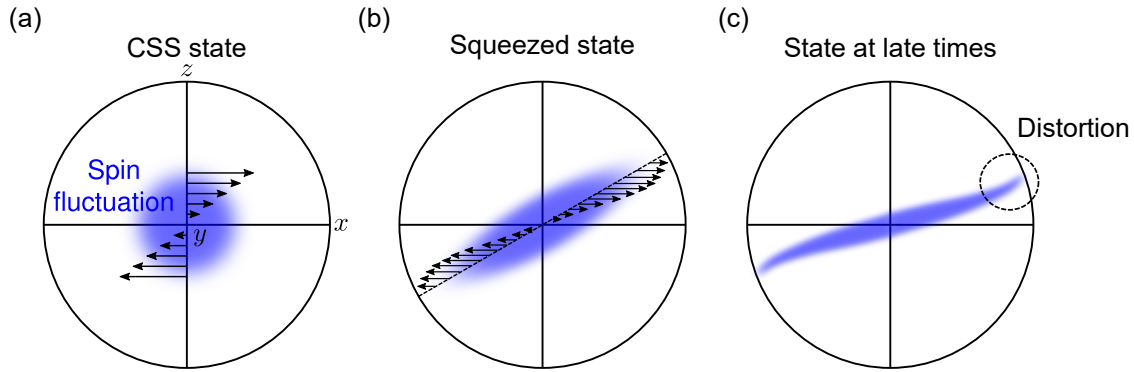 (a)
CSS state
z
Spin
fluctuation
y
x
(b)
Squeezed state
(c)
State at late times
Distortion